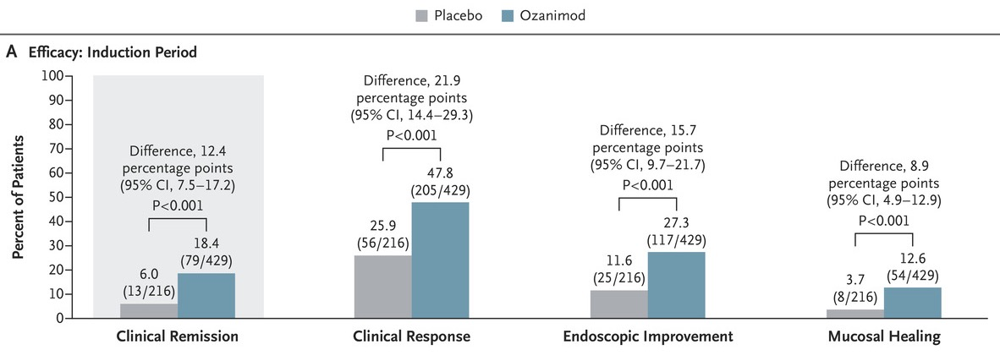 Placebo Ozanimod
A Efficacy: Induction Period
Percent of Patients
100
90
80
70
60
50
40
30
20
10
0
Difference, 12.4
percentage points
(95% CI, 7.5–17.2)
P<0.001
6.0
(13/216)
18.4
(79/429)
Clinical Remission
Difference, 21.9
percentage points
(95% CI, 14.4–29.3)
P<0.001
25.9
(56/216)
47.8
(205/429)
Clinical Response
Difference, 15.7
percentage points
(95% CI, 9.7–21.7)
P<0.001
11.6
(25/216)
27.3
(117/429)
Endoscopic Improvement
Difference, 8.9
percentage points
(95% CI, 4.9–12.9)
P<0.001
3.7
(8/216)
12.6
(54/429)
Mucosal Healing